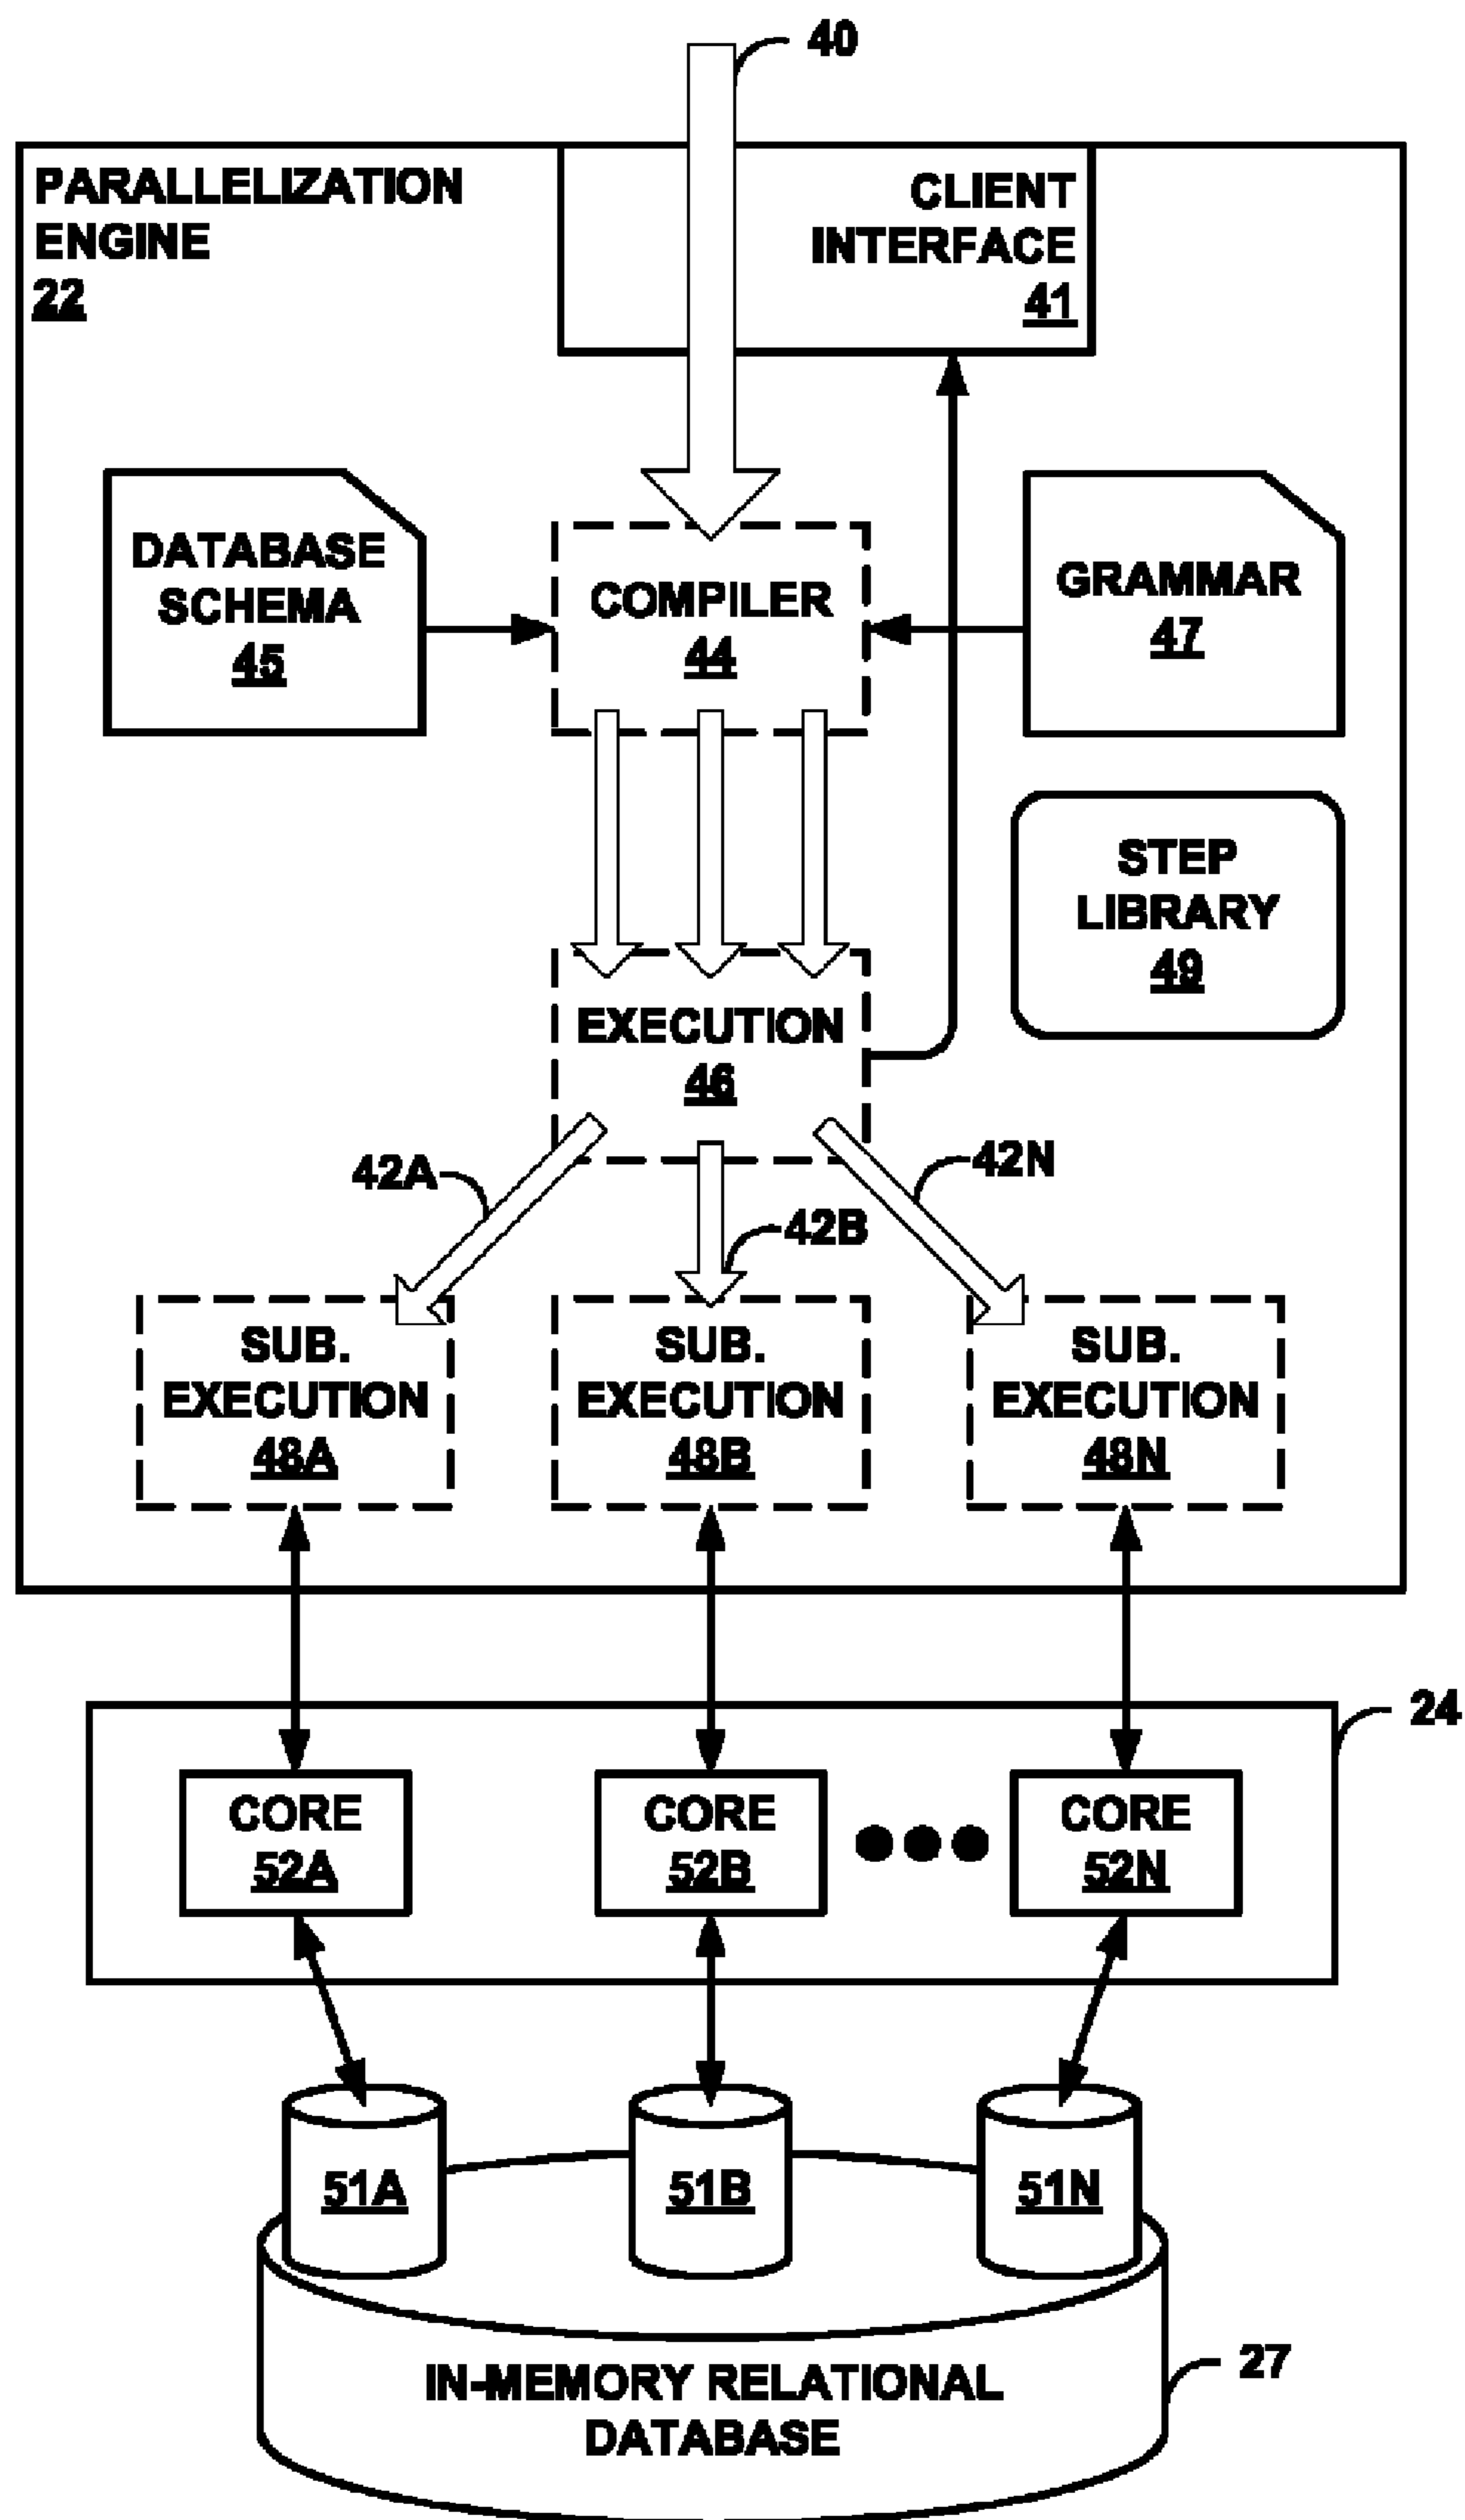 40
PARALLELIZATION
ENGINE
22
CLIENT
INTERFACE
41
DATABASE
SCHEMA
45
COMPILER
44
GRAMMAR
47
STEP
LIBRARY
49
EXECUTION
46
42A
42B
42N
SUB.
EXECUTION
48A
SUB.
EXECUTION
48B
SUB.
EXECUTION
48N
24
CORE
52A
CORE
52B
CORE
52N
51A
51B
51N
27
IN-MEMORY RELATIONAL
DATABASE